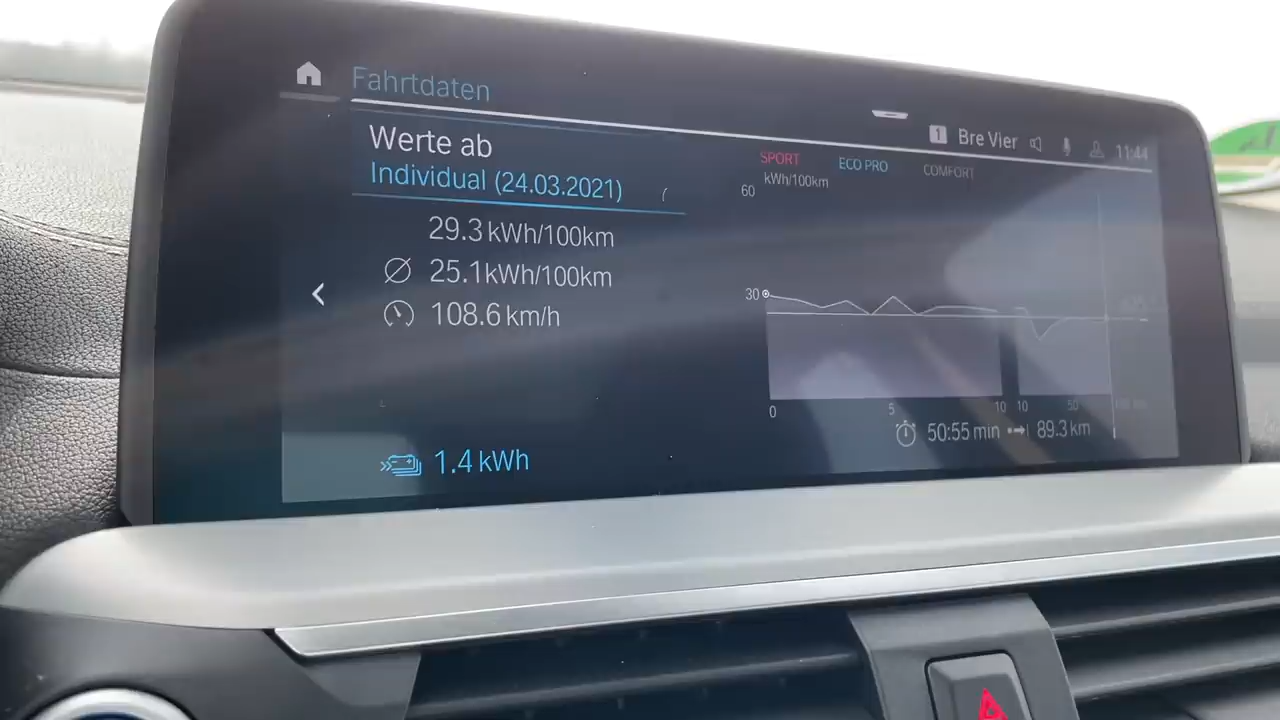 Fahrtdaten
1 Bre Vier 11:44
Werte ab
Individual (24.03.2021)
29.3 kWh/100km
25.1 kWh/100km
108.6 km/h
1.4 kWh
SPORT ECO PRO COMFORT
kWh/100km
60
30
0 5 10 10 50
50:55 min 89.3 km